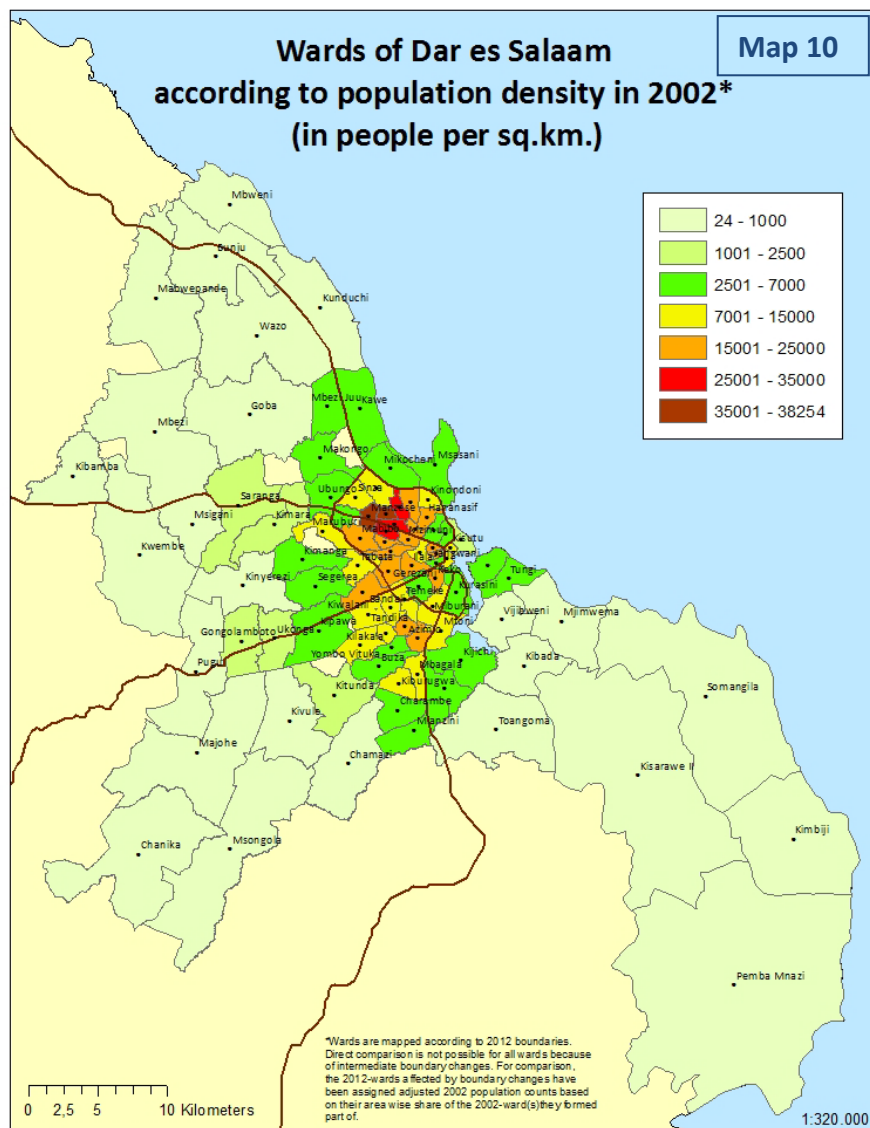 Map 10
Wards of Dar es Salaam
according to population density in 2002*
(in people per sq.km.)
24 - 1000
1001 - 2500
2501 - 7000
7001 - 15000
15001 - 25000
25001 - 35000
35001 - 38254
Mbweni
Bunju
Mabwepande
Kunduchi
Wazo
Mbezi Juu
Kawe
Goba
Mbezi
Makongo
Msasani
Mikocheni
Kibamba
Saranga
Ubungo
Sinza
Kinondoni
Manzese
Hananasif
Msigani
Kimara
Makuburi
Mabibo
Mzimuni
Kisutu
Kwembe
Kimanga
Tabata
Ilala
Kinyerezi
Segerea
Gerezani
Keko
Kurasini
Tungi
Temeke
Kiwalani
Miburani
Vijibweni
Mjimwema
Gongolamboto
Ukonga
Kipawa
Tandika
Azimio
Mtoni
Kilakala
Pugu
Yombo Vituka
Buza
Kijichi
Kibada
Mbagala
Kitunda
Kiburugwa
Somangila
Charambe
Kivule
Mianzini
Toangoma
Majohe
Chamazi
Kisarawe II
Kimbiji
Chanika
Msongola
Pemba Mnazi
*Wards are mapped according to 2012 boundaries.
Direct comparison is not possible for all wards because
of intermediate boundary changes. For comparison,
the 2012-wards affected by boundary changes have
been assigned adjusted 2002 population counts based
on their area wise share of the 2002-ward(s)they formed
part of.
0 2,5 5 10 Kilometers
1:320.000